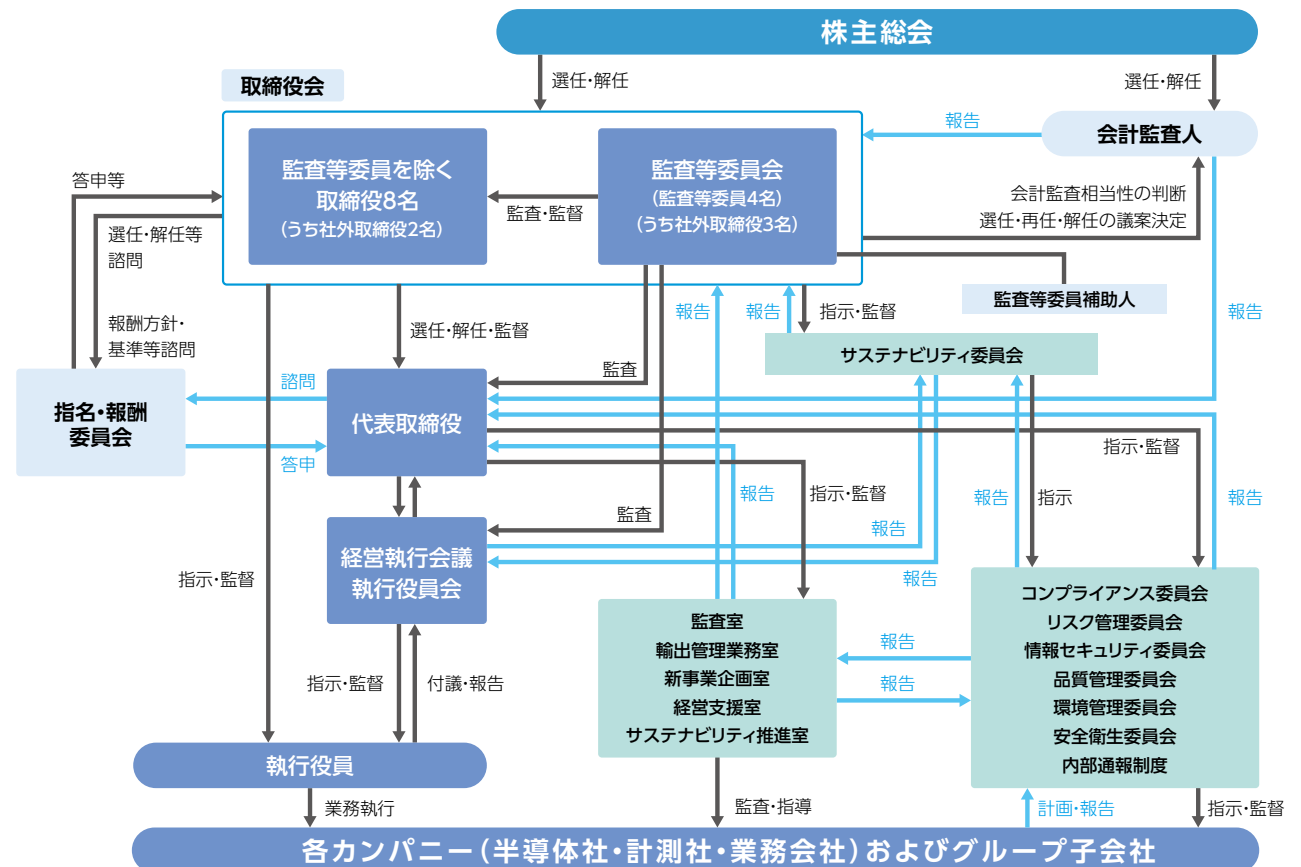 株主総会
選任・解任
選任・解任
取締役会
報告
会計監査人
監査等委員を除く
取締役8名
(うち社外取締役2名)
監査・監督
監査等委員会
(監査等委員4名)
(うち社外取締役3名)
答申等
会計監査相当性の判断
選任・再任・解任の議案決定
選任・解任等
諮問
監査等委員補助人
報酬方針・
基準等諮問
選任・解任・監督
報告
報告
指示・監督
報告
サステナビリティ委員会
監査
諮問
指名・報酬
委員会
代表取締役
答申
指示・監督
報告
指示・監督
報告
指示
報告
監査
報告
経営執行会議
執行役員会
報告
指示・監督
コンプライアンス委員会
リスク管理委員会
情報セキュリティ委員会
品質管理委員会
環境管理委員会
安全衛生委員会
内部通報制度
監査室
輸出管理業務室
新事業企画室
経営支援室
サステナビリティ推進室
報告
報告
指示・監督
付議・報告
執行役員
業務執行
監査・指導
計画・報告
指示・監督
各カンパニー(半導体社・計測社・業務会社)およびグループ子会社